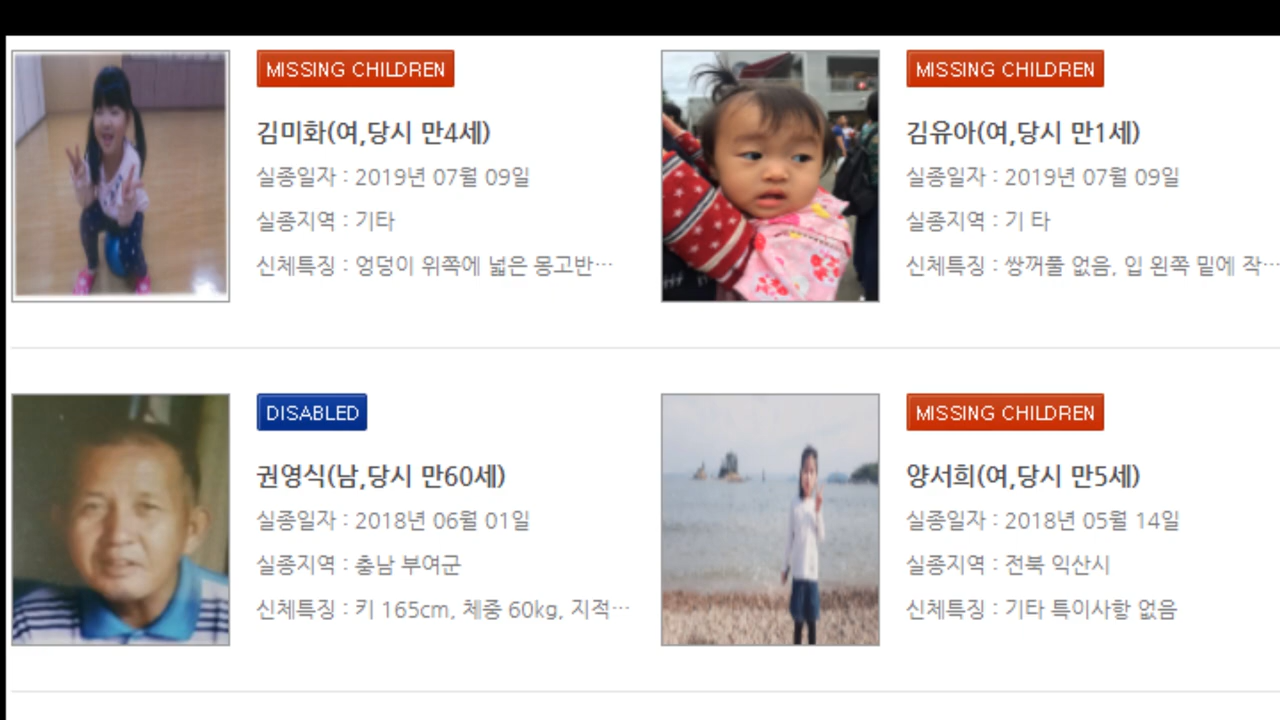 MISSING CHILDREN
김미화(여,당시 만4세)
실종일자 : 2019년 07월 09일
실종지역 : 기타
신체특징 : 엉덩이 위쪽에 넓은 몽고반…
MISSING CHILDREN
김유아(여,당시 만1세)
실종일자 : 2019년 07월 09일
실종지역 : 기 타
신체특징 : 쌍꺼풀 없음, 입 왼쪽 밑에 작…
DISABLED
권영식(남,당시 만60세)
실종일자 : 2018년 06월 01일
실종지역 : 충남 부여군
신체특징 : 키 165cm, 체중 60kg, 지적…
MISSING CHILDREN
양서희(여,당시 만5세)
실종일자 : 2018년 05월 14일
실종지역 : 전북 익산시
신체특징 : 기타 특이사항 없음